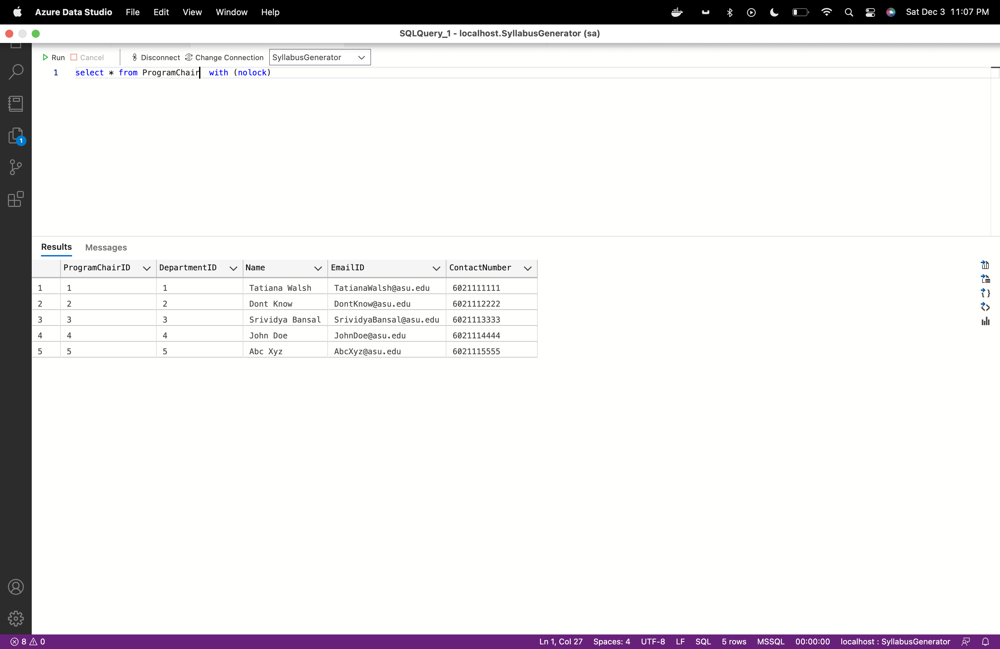 Azure Data Studio File Edit View Window Help Sat Dec 3 11:07 PM
SQLQuery_1 - localhost.SyllabusGenerator (sa)
Run Cancel Disconnect Change Connection SyllabusGenerator
1 select * from ProgramChair  with (nolock)
1
Results Messages
ProgramChairID DepartmentID Name EmailID ContactNumber
1 1 1 Tatiana Walsh TatianaWalsh@asu.edu 6021111111
2 2 2 Dont Know DontKnow@asu.edu 6021112222
3 3 3 Srividya Bansal SrividyaBansal@asu.edu 6021113333
4 4 4 John Doe JohnDoe@asu.edu 6021114444
5 5 5 Abc Xyz AbcXyz@asu.edu 6021115555
8 0 Ln 1, Col 27 Spaces: 4 UTF-8 LF SQL 5 rows MSSQL 00:00:00 localhost : SyllabusGenerator